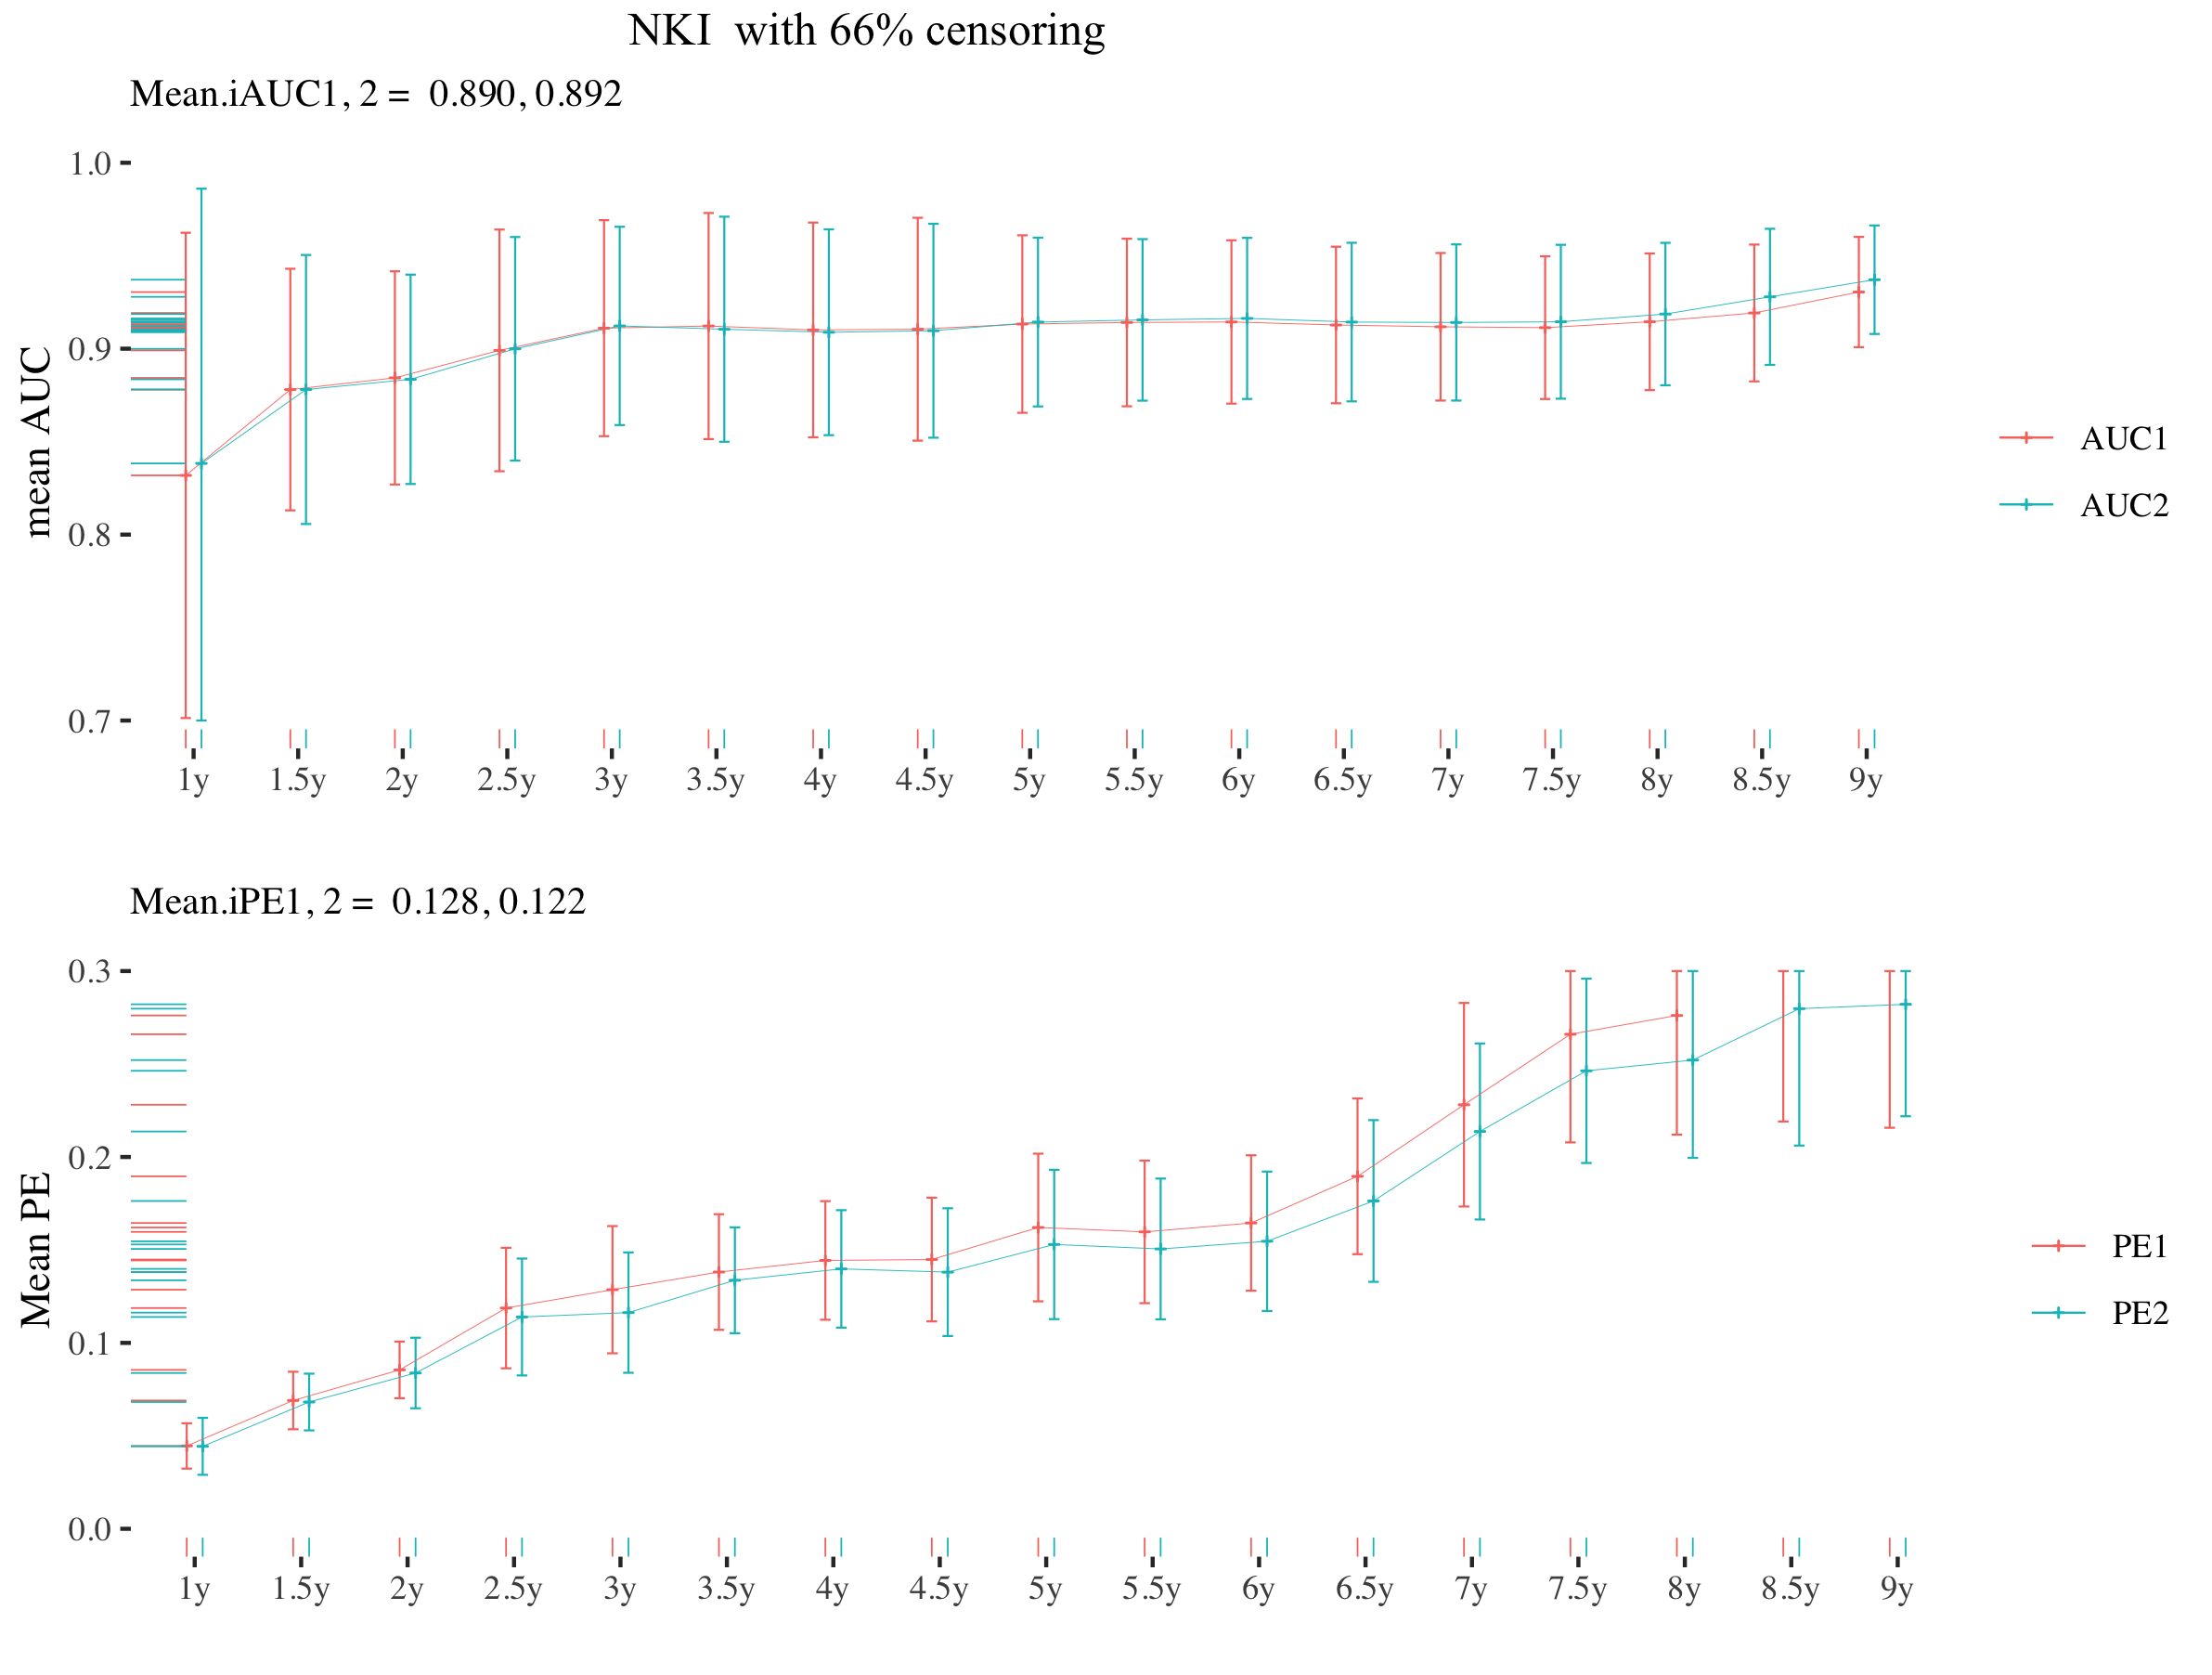 NKI with 66% censoring
Mean.iAUC1, 2 = 0.890, 0.892
mean AUC
1.0
0.9
0.8
0.7
1y 1.5y 2y 2.5y 3y 3.5y 4y 4.5y 5y 5.5y 6y 6.5y 7y 7.5y 8y 8.5y 9y
AUC1
AUC2
Mean.iPE1, 2 = 0.128, 0.122
Mean PE
0.3
0.2
0.1
0.0
1y 1.5y 2y 2.5y 3y 3.5y 4y 4.5y 5y 5.5y 6y 6.5y 7y 7.5y 8y 8.5y 9y
PE1
PE2